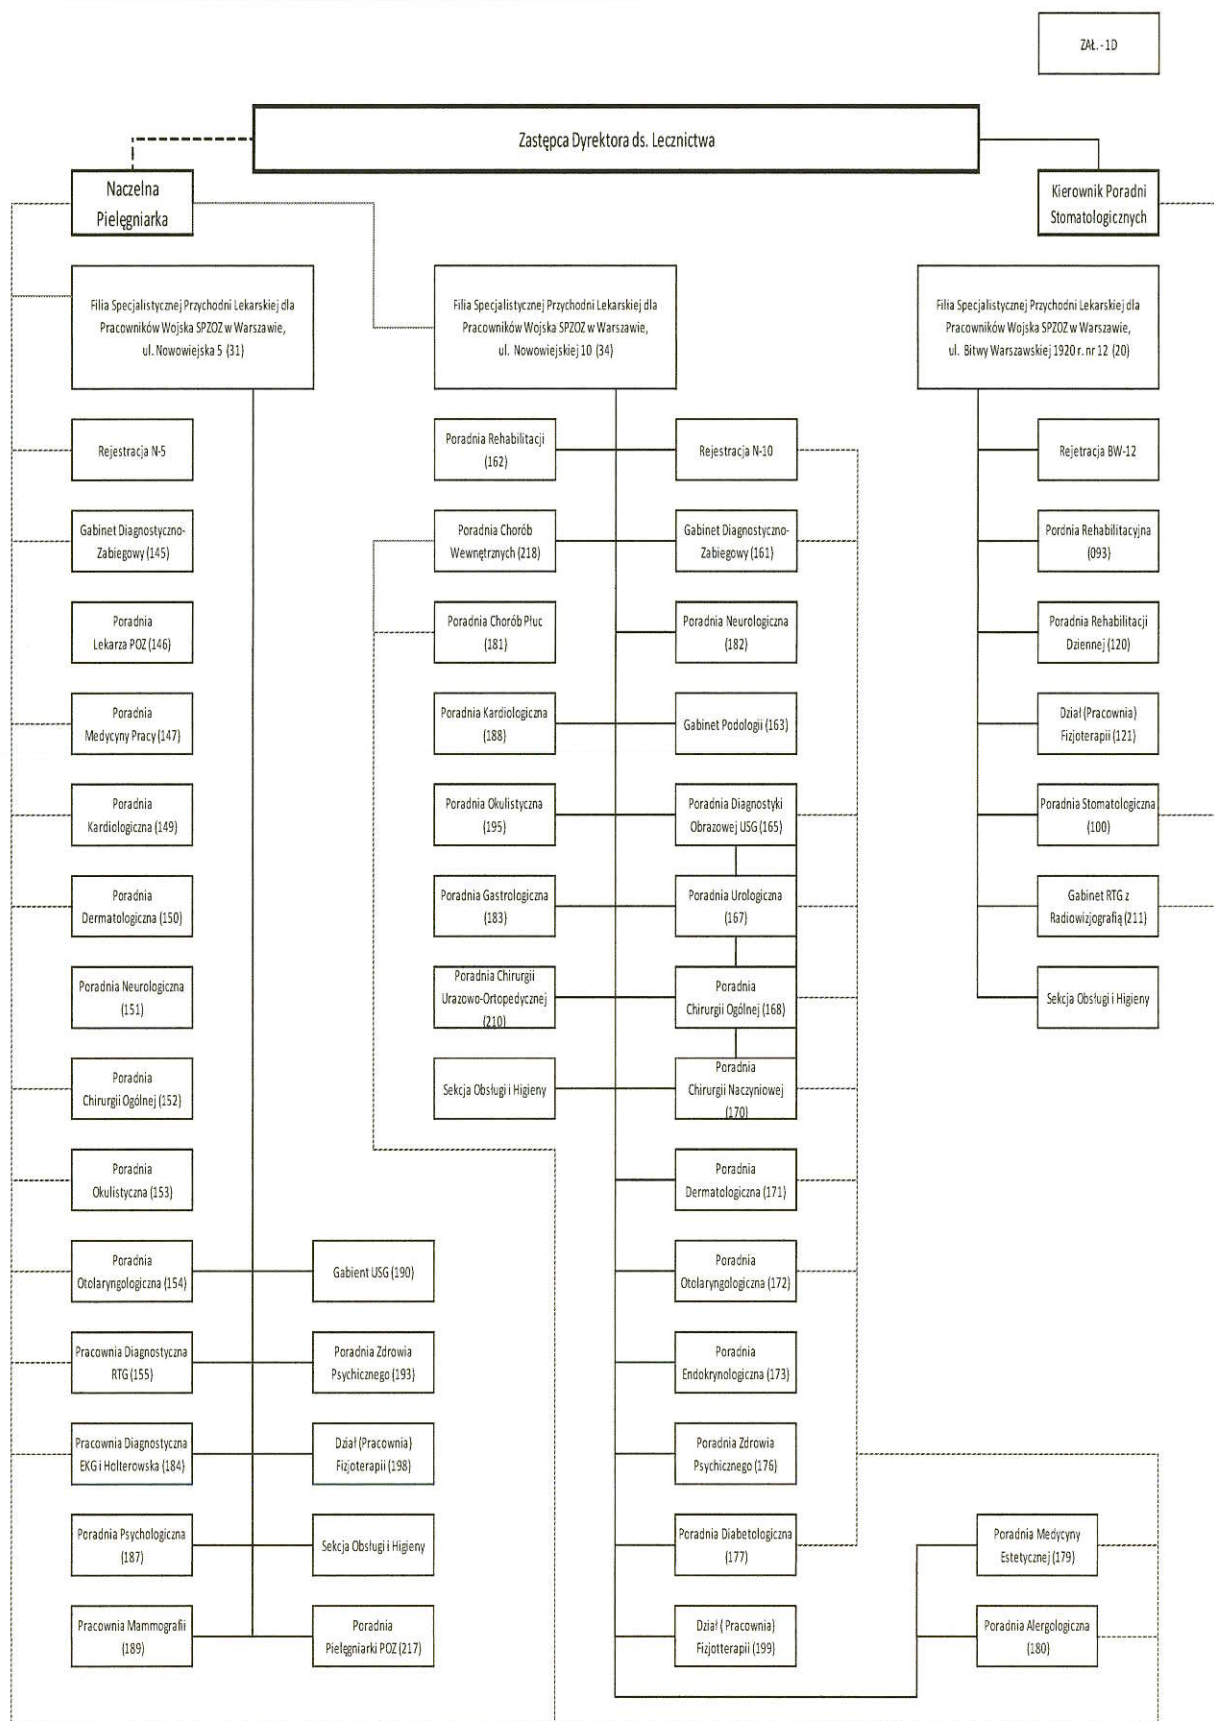 ZAŁ. - 1D
Zastępca Dyrektora ds. Lecznictwa
Naczelna
Pielęgniarka
Kierownik Poradni
Stomatologicznych
Filia Specjalistycznej Przychodni Lekarskiej dla
Pracowników Wojska SPZOZ w Warszawie,
ul. Nowowiejska 5 (31)
Filia Specjalistycznej Przychodni Lekarskiej dla
Pracowników Wojska SPZOZ w Warszawie,
ul. Nowowiejskiej 10 (34)
Filia Specjalistycznej Przychodni Lekarskiej dla
Pracowników Wojska SPZOZ w Warszawie,
ul. Bitwy Warszawskiej 1920 r. nr 12 (20)
Rejestracja N-5
Poradnia Rehabilitacji
(162)
Rejestracja N-10
Rejetracja BW-12
Gabinet Diagnostyczno-
Zabiegowy (145)
Poradnia Chorób
Wewnętrznych (218)
Gabinet Diagnostyczno-
Zabiegowy (161)
Pordnia Rehabilitacyjna
(093)
Poradnia
Lekarza POZ (146)
Poradnia Chorób Płuc
(181)
Poradnia Neurologiczna
(182)
Poradnia Rehabilitacji
Dziennej (120)
Poradnia
Medycyny Pracy (147)
Poradnia Kardiologiczna
(188)
Gabinet Podologii (163)
Dział (Pracownia)
Fizjoterapii (121)
Poradnia
Kardiologiczna (149)
Poradnia Okulistyczna
(195)
Poradnia Diagnostyki
Obrazowej USG (165)
Poradnia Stomatologiczna
(100)
Poradnia
Dermatologiczna (150)
Poradnia Gastrologiczna
(183)
Poradnia Urologiczna
(167)
Gabinet RTG z
Radiowizjografią (211)
Poradnia Neurologiczna
(151)
Poradnia Chirurgii
Urazowo-Ortopedycznej
(210)
Poradnia
Chirurgii Ogólnej (168)
Sekcja Obsługi i Higieny
Poradnia
Chirurgii Ogólnej (152)
Sekcja Obsługi i Higieny
Poradnia
Chirurgii Naczyniowej
(170)
Poradnia
Okulistyczna (153)
Poradnia
Dermatologiczna (171)
Poradnia
Otolaryngologiczna (154)
Gabient USG (190)
Poradnia
Otolaryngologiczna (172)
Pracownia Diagnostyczna
RTG (155)
Poradnia Zdrowia
Psychicznego (193)
Poradnia
Endokrynologiczna (173)
Pracownia Diagnostyczna
EKG i Holterowska (184)
Dział (Pracownia)
Fizjoterapii (198)
Poradnia Zdrowia
Psychicznego (176)
Poradnia Psychologiczna
(187)
Sekcja Obsługi i Higieny
Poradnia Diabetologiczna
(177)
Poradnia Medycyny
Estetycznej (179)
Pracownia Mammografii
(189)
Poradnia
Pielęgniarki POZ (217)
Dział ( Pracownia)
Fizjotterapii (199)
Poradnia Alergologiczna
(180)